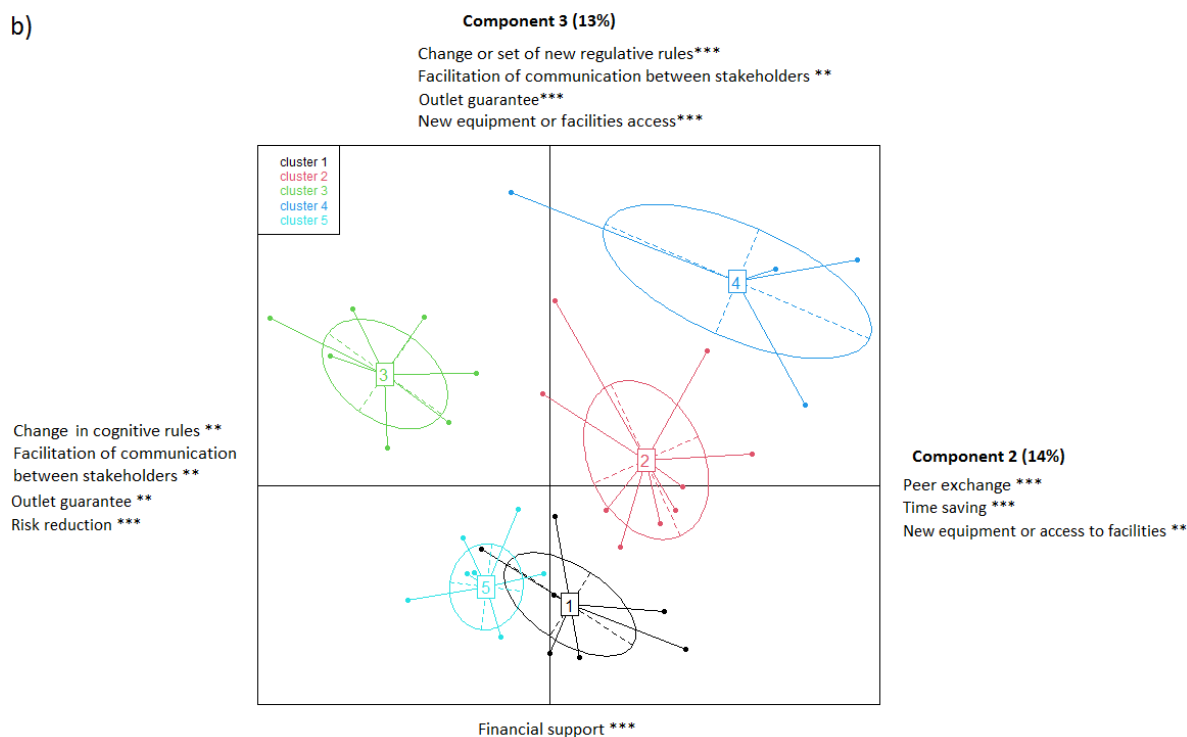 b)
Component 3 (13%)
Change or set of new regulative rules***
Facilitation of communication between stakeholders **
Outlet guarantee***
New equipment or facilities access***
cluster 1
cluster 2
cluster 3
cluster 4
cluster 5
4
3
2
5
1
Change in cognitive rules **
Facilitation of communication
between stakeholders **
Outlet guarantee **
Risk reduction ***
Component 2 (14%)
Peer exchange ***
Time saving ***
New equipment or access to facilities **
Financial support ***